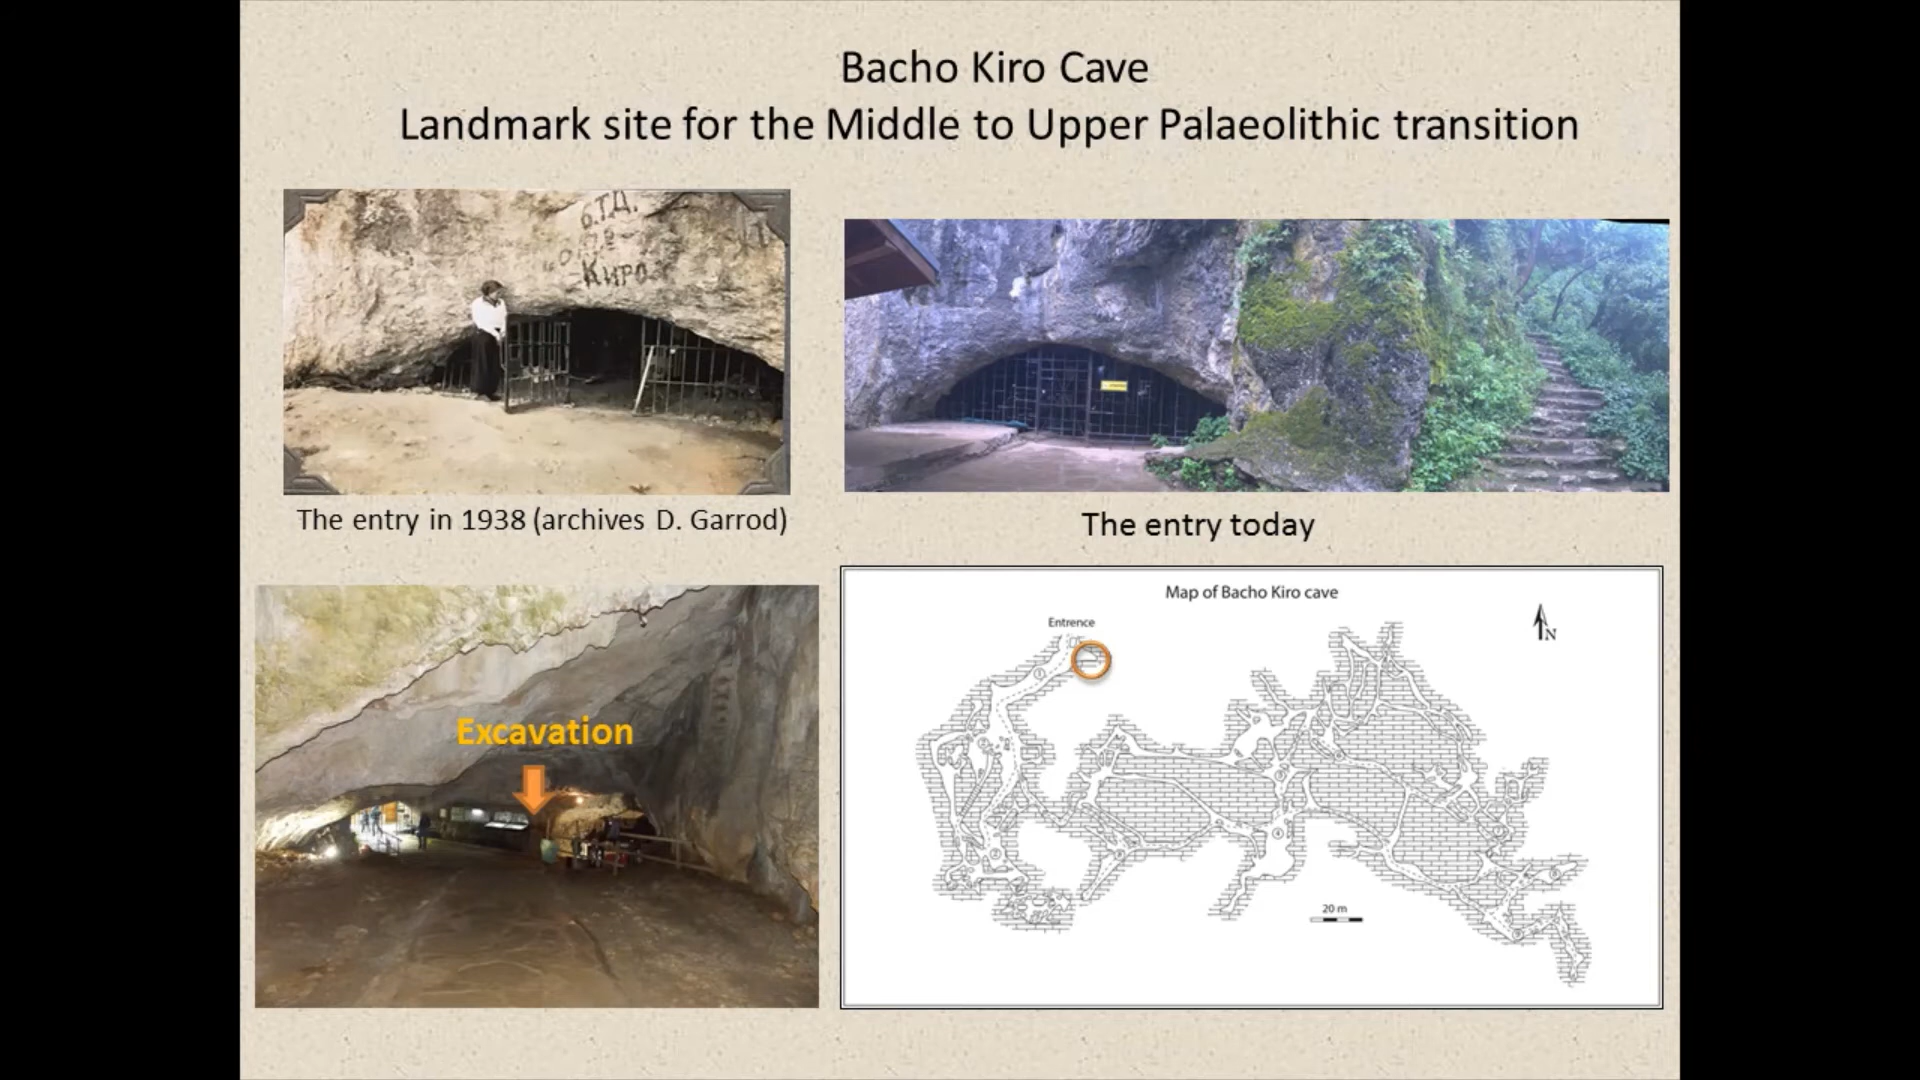 Bacho Kiro Cave
Landmark site for the Middle to Upper Palaeolithic transition
б.Т.Д.
Киро
The entry in 1938 (archives D. Garrod)
The entry today
Excavation
Map of Bacho Kiro cave
Entrence
N
20 m